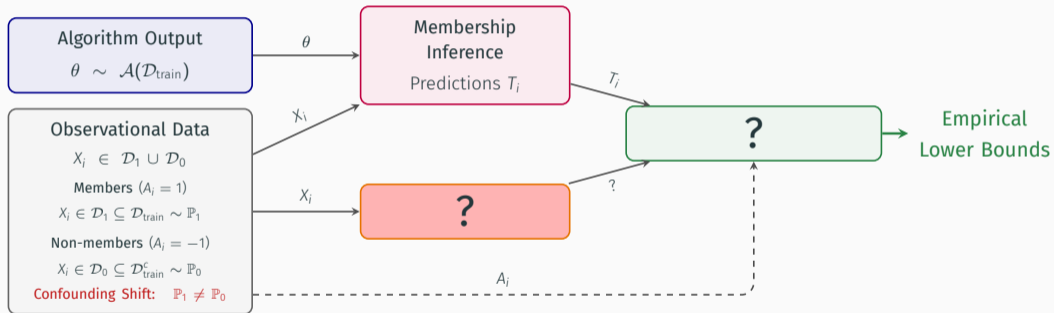 Algorithm Output
θ ∼ 𝒜(𝒟train)
Observational Data
Xᵢ ∈ 𝒟₁ ∪ 𝒟₀
Members (Aᵢ = 1)
Xᵢ ∈ 𝒟₁ ⊆ 𝒟train ∼ ℙ₁
Non-members (Aᵢ = −1)
Xᵢ ∈ 𝒟₀ ⊆ 𝒟ᶜtrain ∼ ℙ₀
Confounding Shift: ℙ₁ ≠ ℙ₀
θ
Xᵢ
Xᵢ
Membership
Inference
Predictions Tᵢ
?
Tᵢ
?
Aᵢ
?
Empirical
Lower Bounds